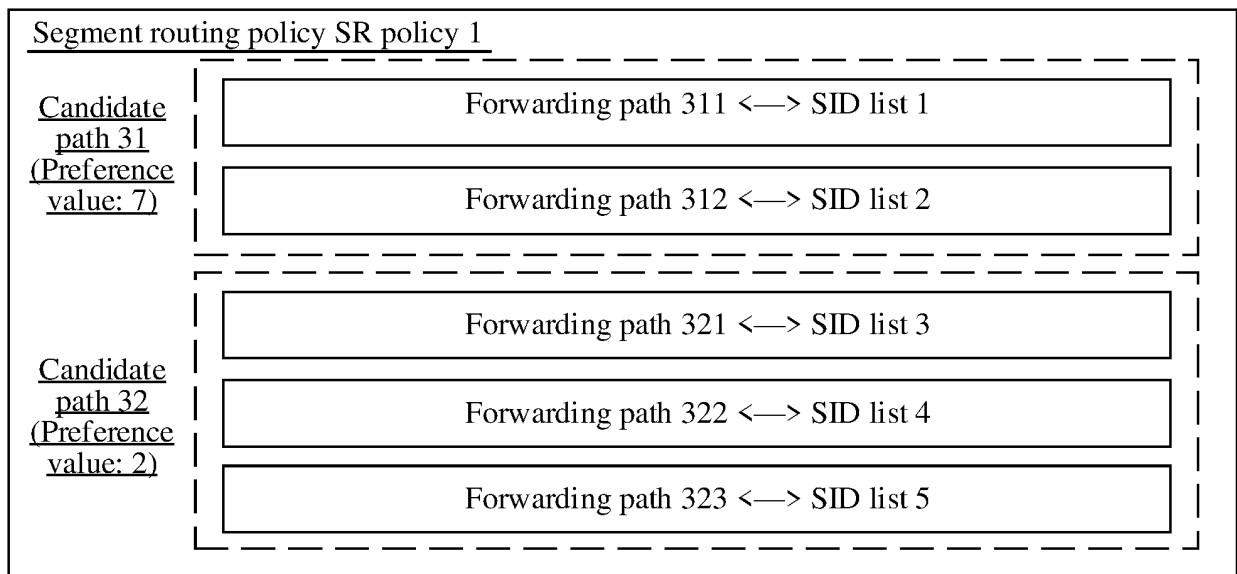 Segment routing policy SR policy 1
Candidate
path 31
(Preference
value: 7)
Forwarding path 311 <—> SID list 1
Forwarding path 312 <—> SID list 2
Candidate
path 32
(Preference
value: 2)
Forwarding path 321 <—> SID list 3
Forwarding path 322 <—> SID list 4
Forwarding path 323 <—> SID list 5